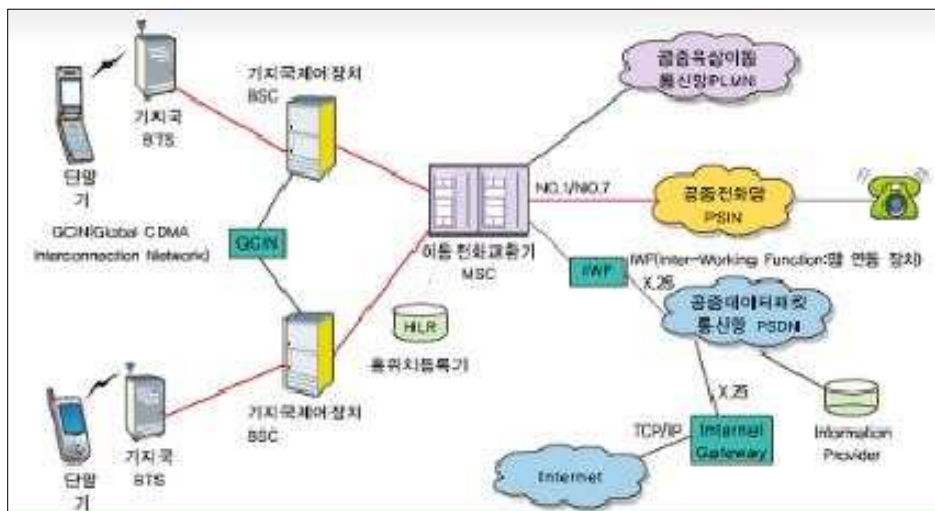 단말
기
기지국
BTS
기지국제어장치
BSC
GCIN(Global CDMA
Interconnection Network)
GCIN
이동전화교환기
MSC
HLR
홈위치등록기
기지국제어장치
BSC
단말
기
기지국
BTS
공중육상이동
통신망PLMN
NO.1/NO.7
공중전화망
PSTN
IWF
IWF(Inter-Working Function:망 연동 장치)
X.25
공중데이터패킷
통신망 PSDN
X.25
TCP/IP
Internet
Gateway
Internet
Information
Provider